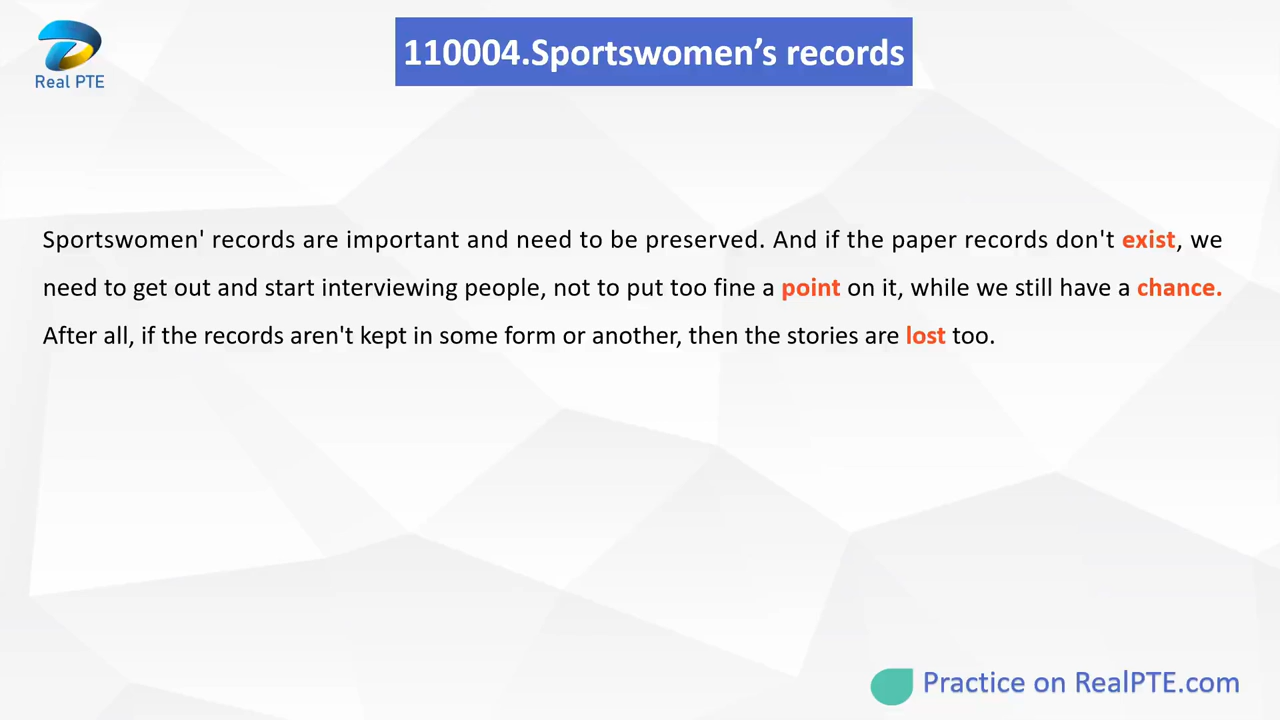 Real PTE
110004.Sportswomen’s records
Sportswomen' records are important and need to be preserved. And if the paper records don't exist, we
need to get out and start interviewing people, not to put too fine a point on it, while we still have a chance.
After all, if the records aren't kept in some form or another, then the stories are lost too.
Practice on RealPTE.com